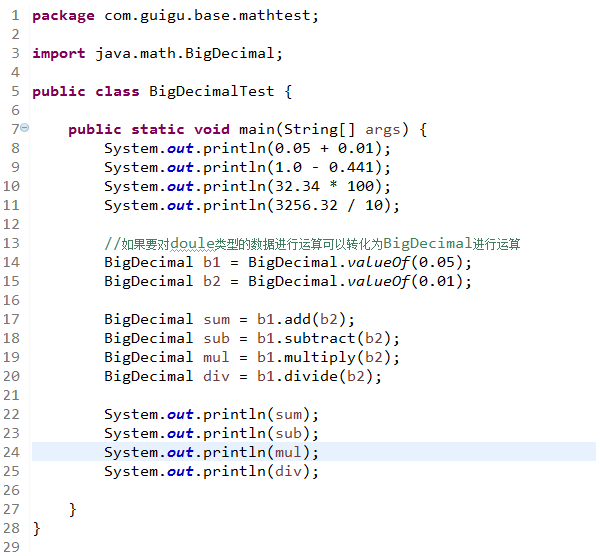 1 package com.guigu.base.mathtest;
2
3 import java.math.BigDecimal;
4
5 public class BigDecimalTest {
6
7 public static void main(String[] args) {
8 System.out.println(0.05 + 0.01);
9 System.out.println(1.0 - 0.441);
10 System.out.println(32.34 * 100);
11 System.out.println(3256.32 / 10);
12
13 //如果要对doule类型的数据进行运算可以转化为BigDecimal进行运算
14 BigDecimal b1 = BigDecimal.valueOf(0.05);
15 BigDecimal b2 = BigDecimal.valueOf(0.01);
16
17 BigDecimal sum = b1.add(b2);
18 BigDecimal sub = b1.subtract(b2);
19 BigDecimal mul = b1.multiply(b2);
20 BigDecimal div = b1.divide(b2);
21
22 System.out.println(sum);
23 System.out.println(sub);
24 System.out.println(mul);
25 System.out.println(div);
26
27 }
28 }
29